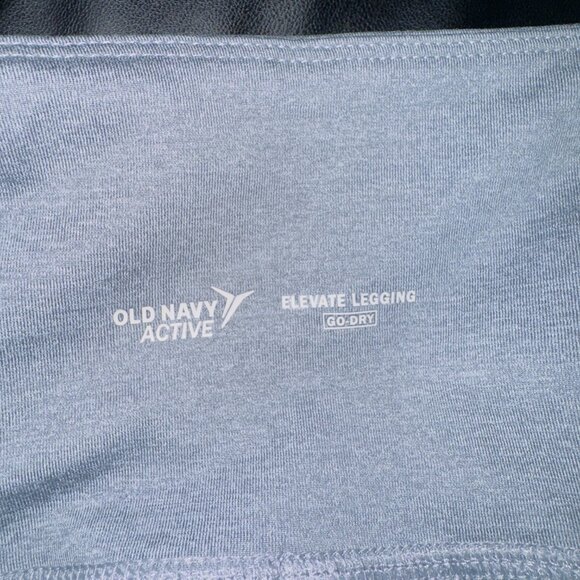 OLD NAVY
ACTIVE
ELEVATE LEGGING
GO-DRY